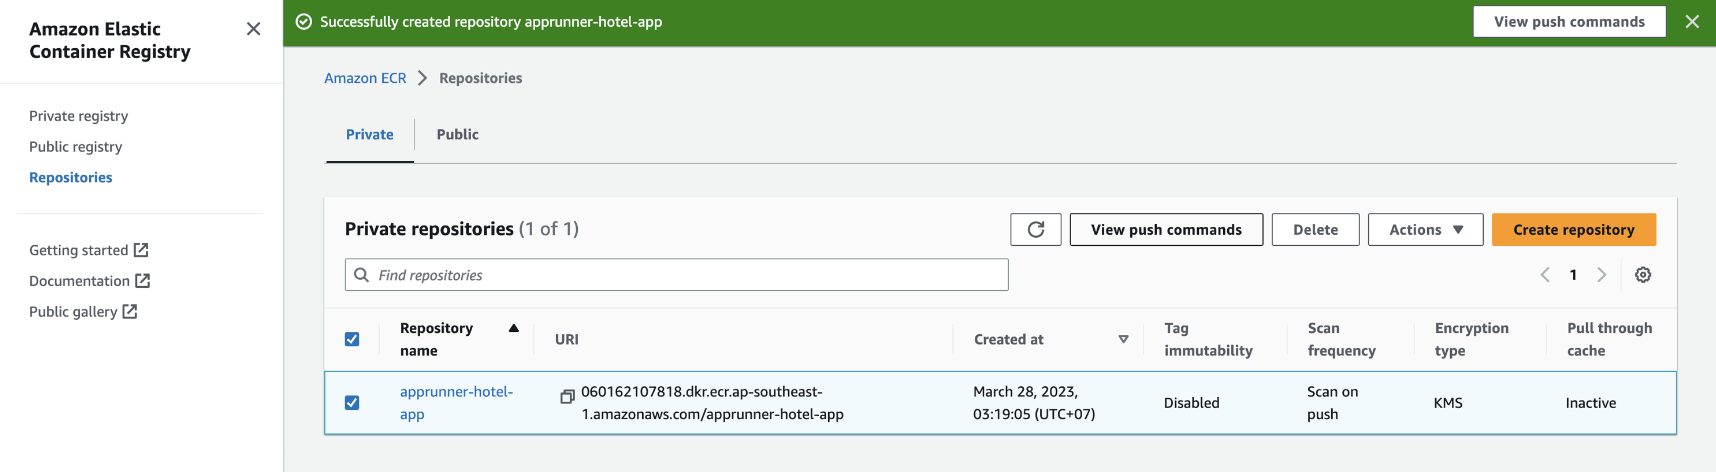 Amazon Elastic
Container Registry
Private registry
Public registry
Repositories
Getting started
Documentation
Public gallery
Successfully created repository apprunner-hotel-app
View push commands
Amazon ECR
Repositories
Private
Public
Private repositories (1 of 1)
View push commands
Delete
Actions
Create repository
Find repositories
1
Repository
name
URI
Created at
Tag
immutability
Scan
frequency
Encryption
type
Pull through
cache
apprunner-hotel-
app
060162107818.dkr.ecr.ap-southeast-
1.amazonaws.com/apprunner-hotel-app
March 28, 2023,
03:19:05 (UTC+07)
Disabled
Scan on
push
KMS
Inactive